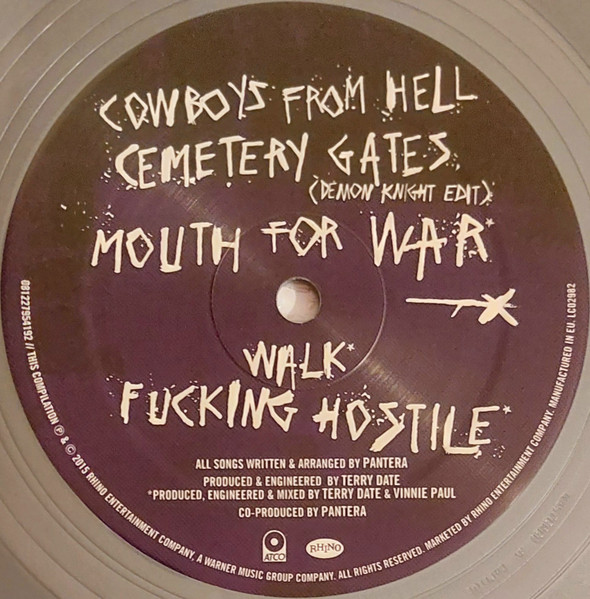 COWBOYS FROM HELL
CEMETERY GATES
(DEMON KNIGHT EDIT)
MOUTH FOR WAR*
WALK*
FUCKING HOSTILE*
ALL SONGS WRITTEN & ARRANGED BY PANTERA
PRODUCED & ENGINEERED BY TERRY DATE
*PRODUCED, ENGINEERED & MIXED BY TERRY DATE & VINNIE PAUL
CO-PRODUCED BY PANTERA
ATCO
RHINO
081227954192 // THIS COMPILATION ℗ & © 2015 RHINO ENTERTAINMENT COMPANY, A WARNER MUSIC GROUP COMPANY. ALL RIGHTS RESERVED. MARKETED BY RHINO ENTERTAINMENT COMPANY. MANUFACTURED IN EU. LC02982